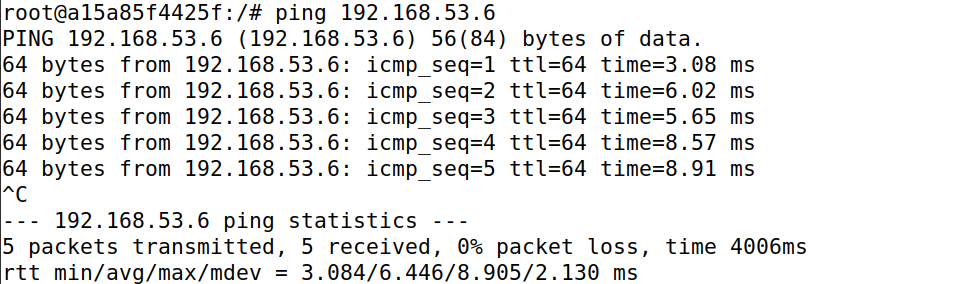 root@a15a85f4425f:/# ping 192.168.53.6
PING 192.168.53.6 (192.168.53.6) 56(84) bytes of data.
64 bytes from 192.168.53.6: icmp_seq=1 ttl=64 time=3.08 ms
64 bytes from 192.168.53.6: icmp_seq=2 ttl=64 time=6.02 ms
64 bytes from 192.168.53.6: icmp_seq=3 ttl=64 time=5.65 ms
64 bytes from 192.168.53.6: icmp_seq=4 ttl=64 time=8.57 ms
64 bytes from 192.168.53.6: icmp_seq=5 ttl=64 time=8.91 ms
^C
--- 192.168.53.6 ping statistics ---
5 packets transmitted, 5 received, 0% packet loss, time 4006ms
rtt min/avg/max/mdev = 3.084/6.446/8.905/2.130 ms